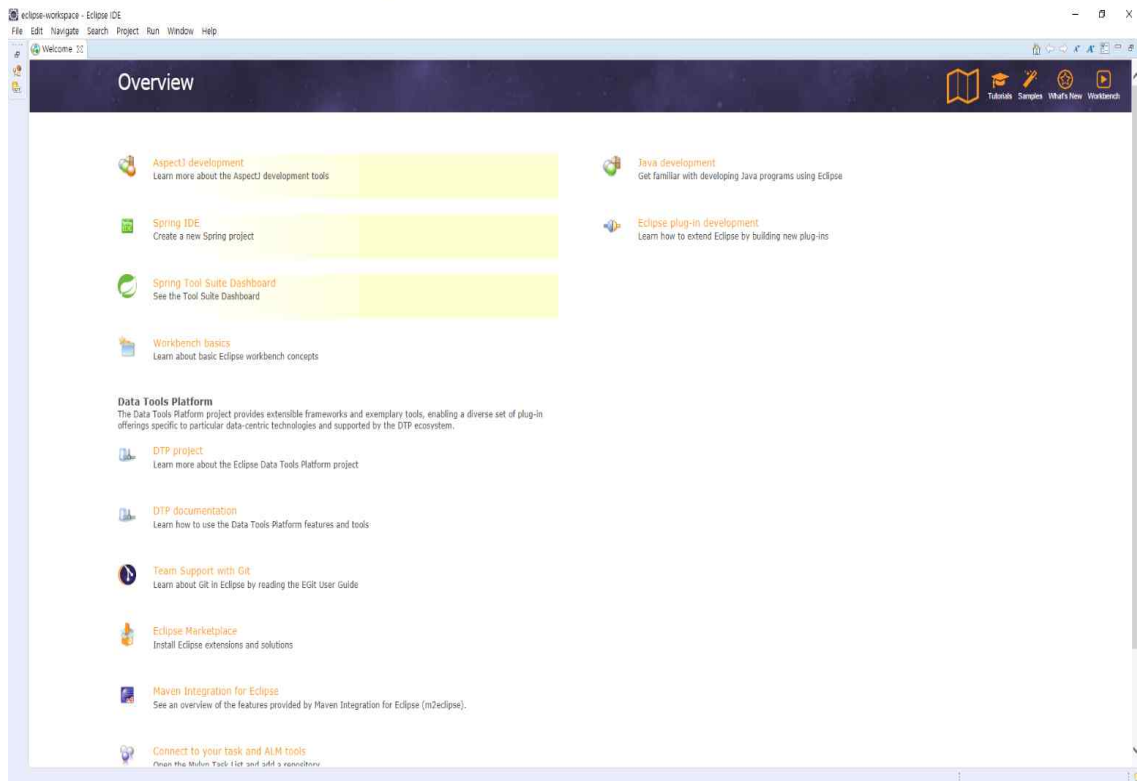 eclipse-workspace - Eclipse IDE
File Edit Navigate Search Project Run Window Help
Welcome
Overview
Tutorials Samples What's New Workbench
AspectJ development
Learn more about the AspectJ development tools
Java development
Get familiar with developing Java programs using Eclipse
Spring IDE
Create a new Spring project
Eclipse plug-in development
Learn how to extend Eclipse by building new plug-ins
Spring Tool Suite Dashboard
See the Tool Suite Dashboard
Workbench basics
Learn about basic Eclipse workbench concepts
Data Tools Platform
The Data Tools Platform project provides extensible frameworks and exemplary tools, enabling a diverse set of plug-in
offerings specific to particular data-centric technologies and supported by the DTP ecosystem.
DTP project
Learn more about the Eclipse Data Tools Platform project
DTP documentation
Learn how to use the Data Tools Platform features and tools
Team Support with Git
Learn about Git in Eclipse by reading the EGit User Guide
Eclipse Marketplace
Install Eclipse extensions and solutions
Maven Integration for Eclipse
See an overview of the features provided by Maven Integration for Eclipse (m2eclipse).
Connect to your task and ALM tools
Open the Mylyn Task List and add a repository